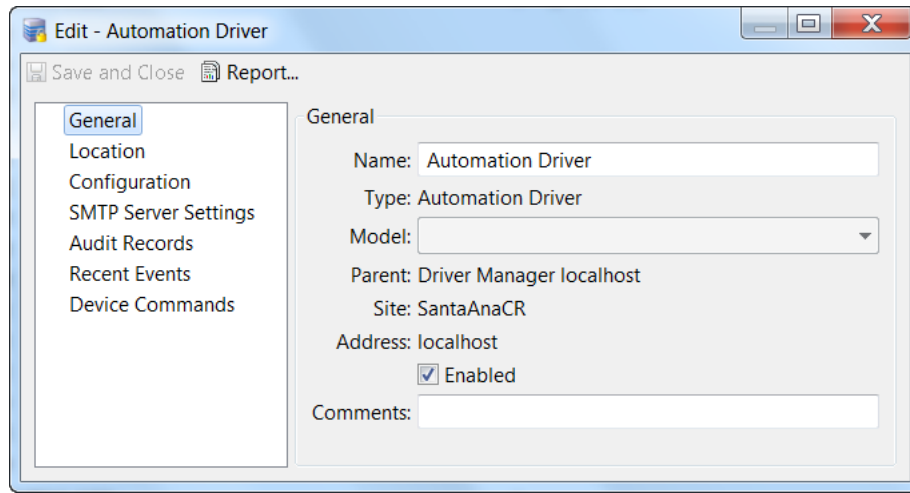 Edit - Automation Driver
Save and Close Report...
General
Location
Configuration
SMTP Server Settings
Audit Records
Recent Events
Device Commands
General
Name: Automation Driver
Type: Automation Driver
Model:
Parent: Driver Manager localhost
Site: SantaAnaCR
Address: localhost
Enabled
Comments: